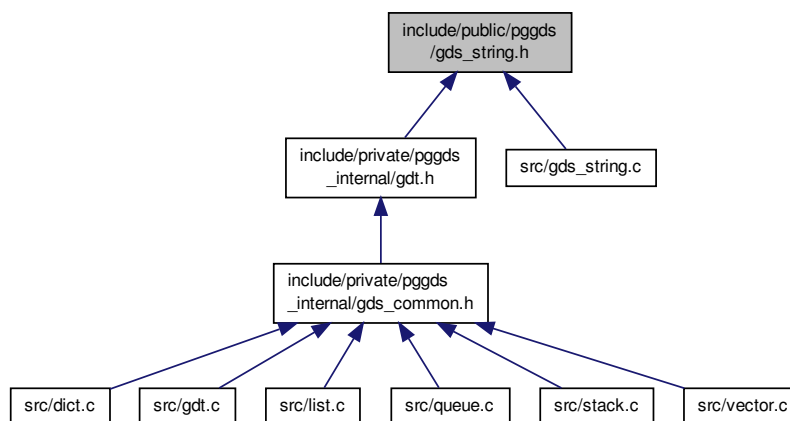 include/public/pggds
/gds_string.h
include/private/pggds
_internal/gdt.h
src/gds_string.c
include/private/pggds
_internal/gds_common.h
src/dict.c
src/gdt.c
src/list.c
src/queue.c
src/stack.c
src/vector.c